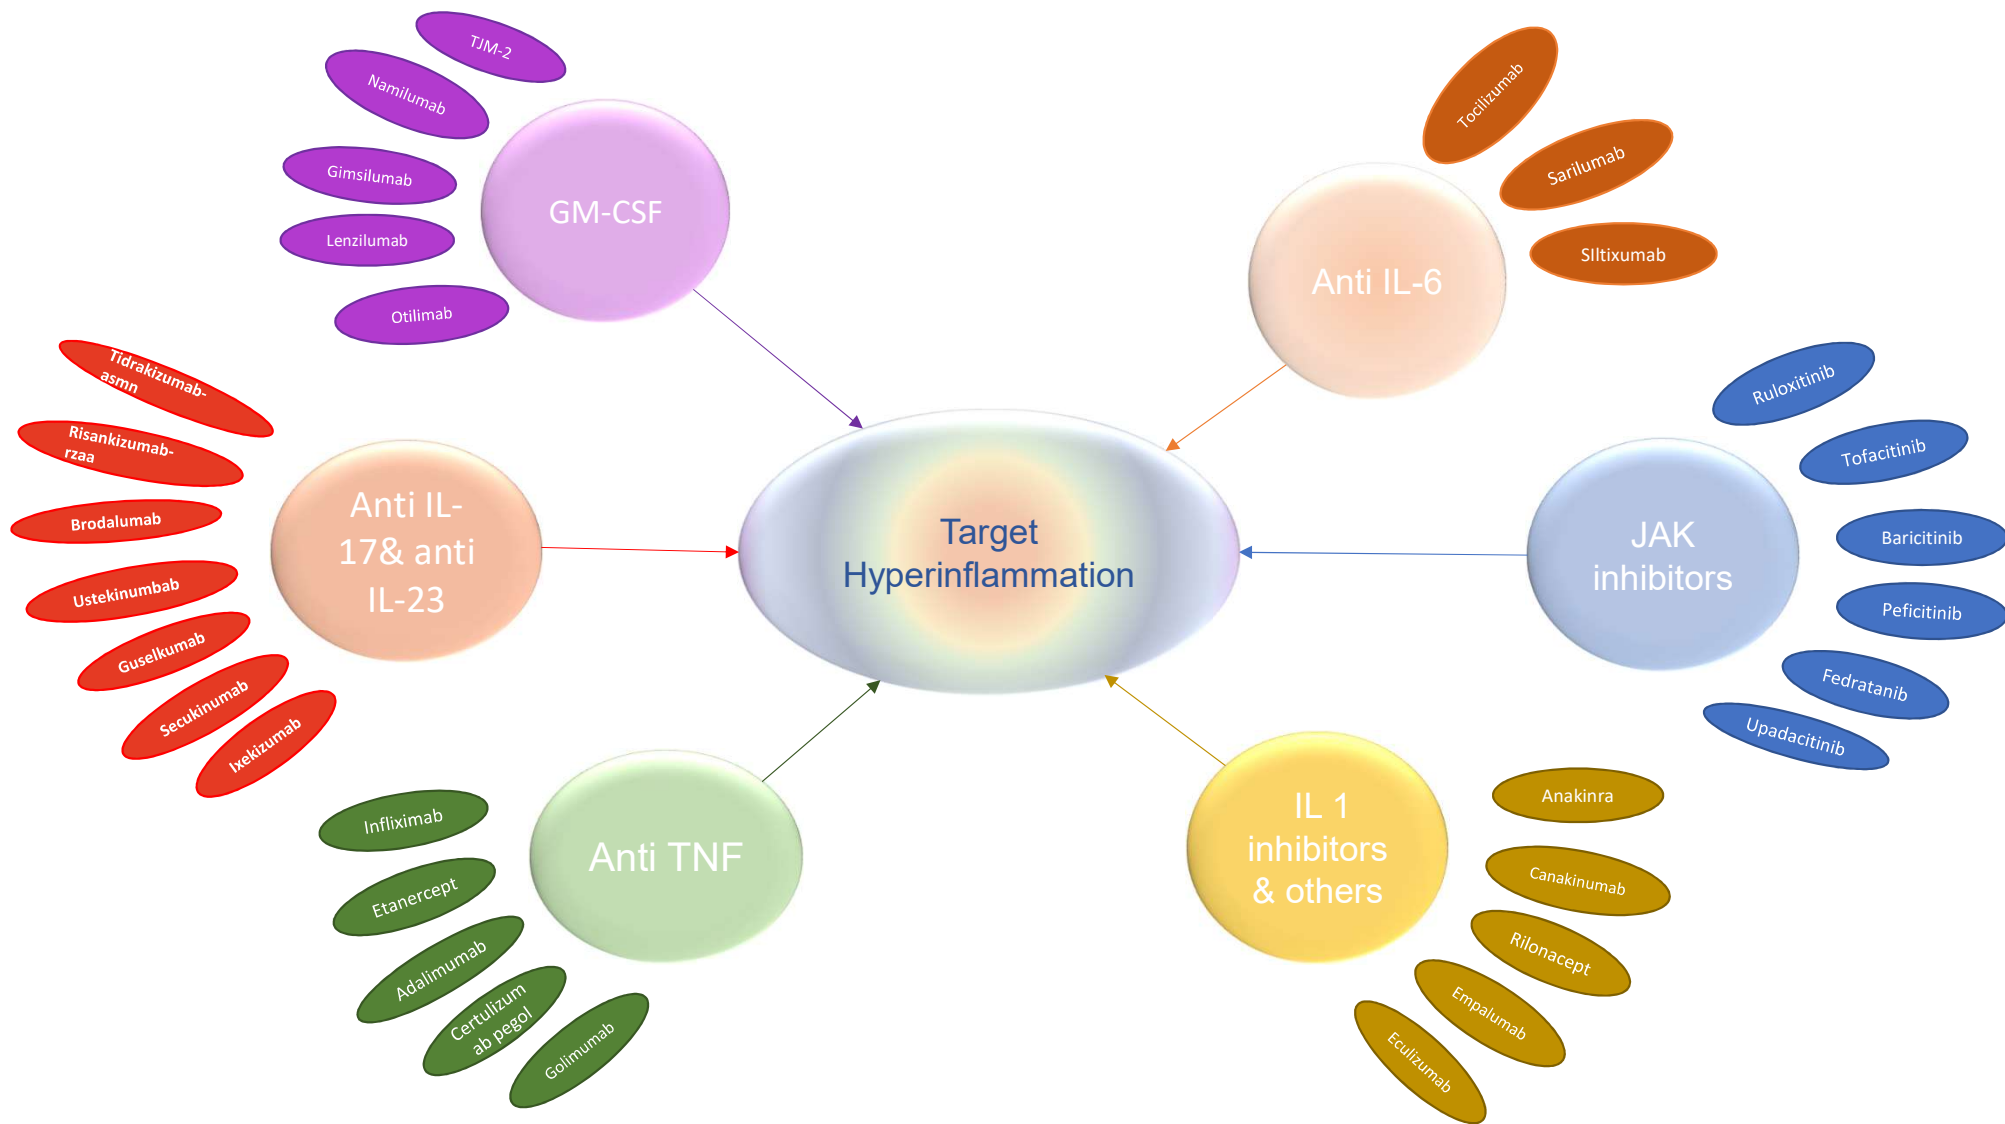 TJM-2
Namilumab
Gimsilumab
Lenzilumab
Otilimab
GM-CSF
Tocilizumab
Sarilumab
SIltixumab
Anti IL-6
Tidrakizumab-
asmn
Risankizumab-
rzaa
Brodalumab
Ustekinumbab
Guselkumab
Secukinumab
Ixekizumab
Anti IL-
17& anti
IL-23
Target
Hyperinflammation
JAK
inhibitors
Ruloxitinib
Tofacitinib
Baricitinib
Peficitinib
Fedratanib
Upadacitinib
Infliximab
Etanercept
Adalimumab
Certulizum
ab pegol
Golimumab
Anti TNF
IL 1
inhibitors
& others
Anakinra
Canakinumab
Rilonacept
Empalumab
Eculizumab